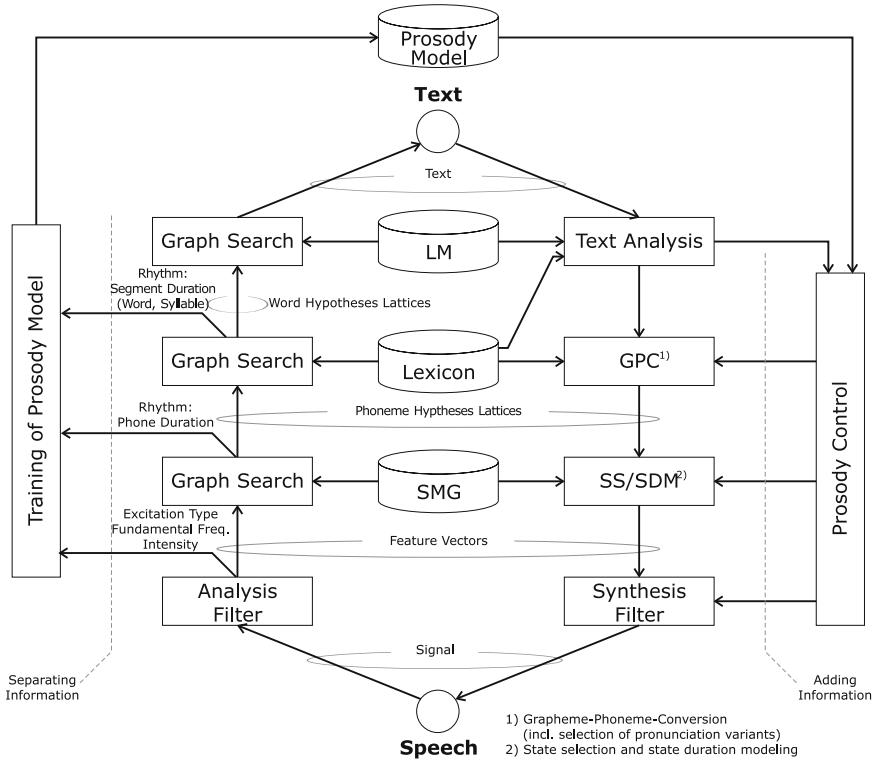 Prosody
Model
Text
Text
Graph Search
LM
Text Analysis
Rhythm:
Segment Duration
(Word, Syllable)
Word Hypotheses Lattices
Graph Search
Lexicon
GPC1)
Rhythm:
Phone Duration
Phoneme Hyptheses Lattices
Graph Search
SMG
SS/SDM2)
Excitation Type
Fundamental Freq.
Intensity
Feature Vectors
Analysis
Filter
Synthesis
Filter
Training of Prosody Model
Prosody Control
Signal
Separating
Information
Adding
Information
Speech
1) Grapheme-Phoneme-Conversion
(incl. selection of pronunciation variants)
2) State selection and state duration modeling